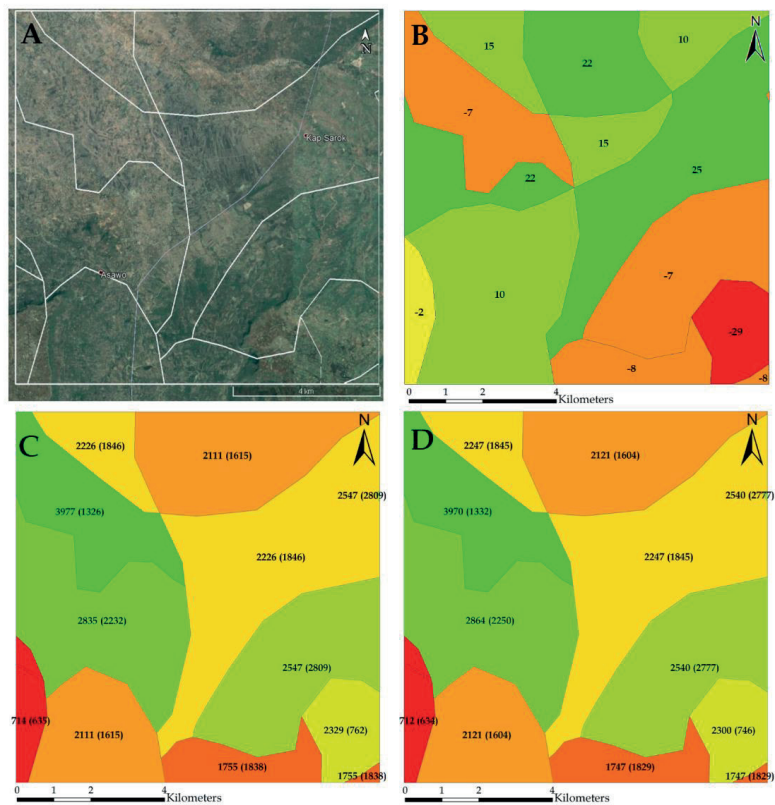 A
N
Kap Sarok
Asawo
4 km
B
N
15
22
10
-7
15
22
25
10
-7
-2
-29
-8
-8
0 1 2 4
Kilometers
C
N
2226 (1846)
2111 (1615)
2547 (2809)
3977 (1326)
2226 (1846)
2835 (2232)
2547 (2809)
714 (635)
2111 (1615)
2329 (762)
1755 (1838)
1755 (1838)
0 1 2 4
Kilometers
D
N
2247 (1845)
2121 (1604)
2540 (2777)
3970 (1332)
2247 (1845)
2864 (2250)
2540 (2777)
712 (634)
2121 (1604)
2300 (746)
1747 (1829)
1747 (1829)
0 1 2 4
Kilometers